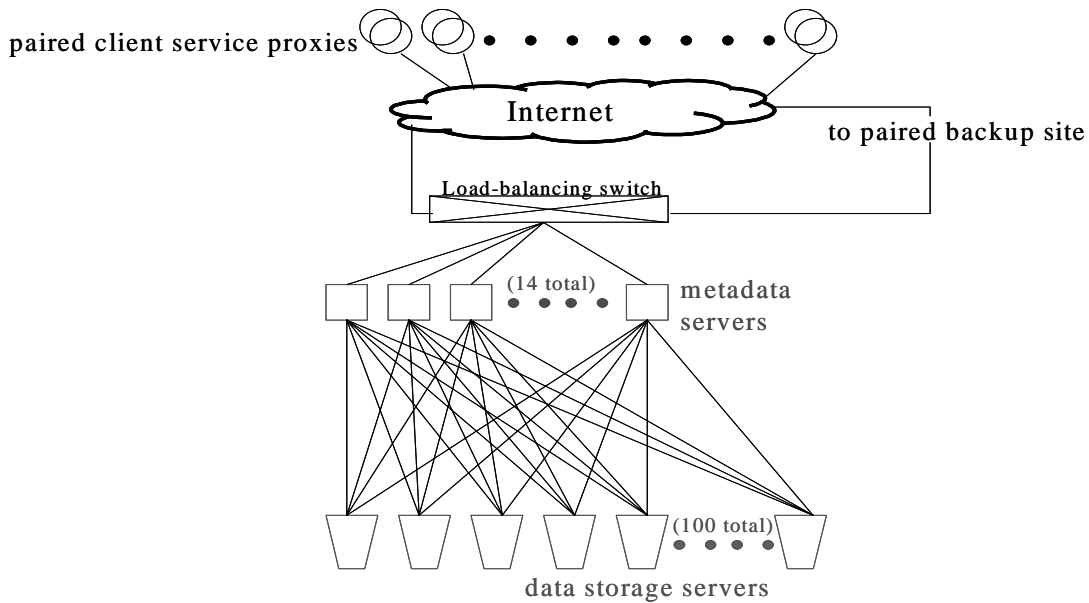 paired client service proxies
Internet
to paired backup site
Load-balancing switch
(14 total)
metadata
servers
(100 total)
data storage servers